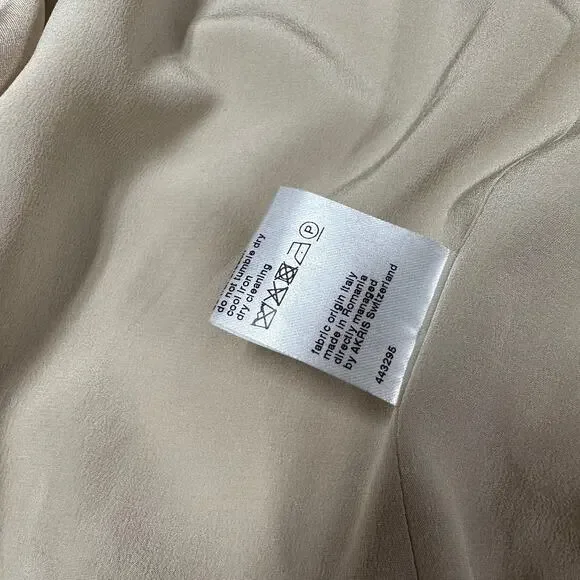 do not tumble dry
cool iron
dry cleaning
P
fabric origin Italy
made in Romania
directly managed
by AKRIS Switzerland
443295